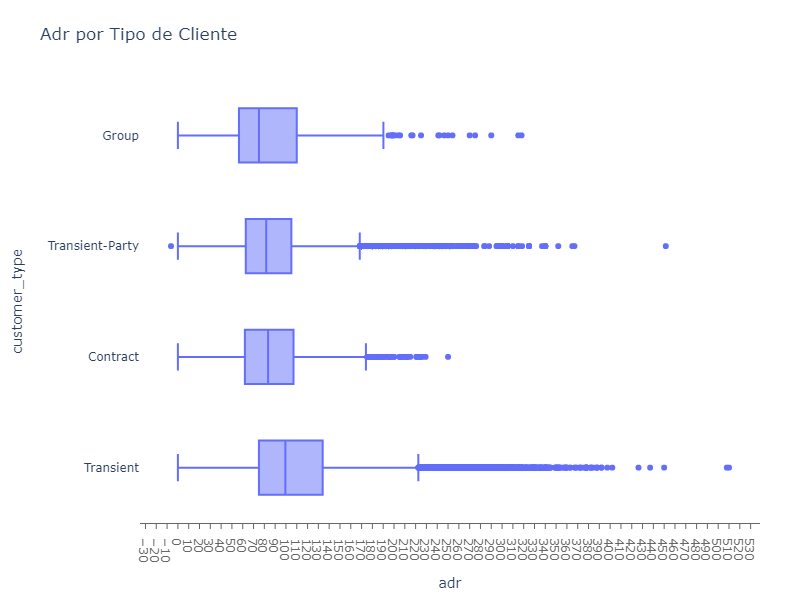 Adr por Tipo de Cliente
customer_type
Group
Transient-Party
Contract
Transient
−30 −20 −10 0 10 20 30 40 50 60 70 80 90 100 110 120 130 140 150 160 170 180 190 200 210 220 230 240 250 260 270 280 290 300 310 320 330 340 350 360 370 380 390 400 410 420 430 440 450 460 470 480 490 500 510 520 530
adr